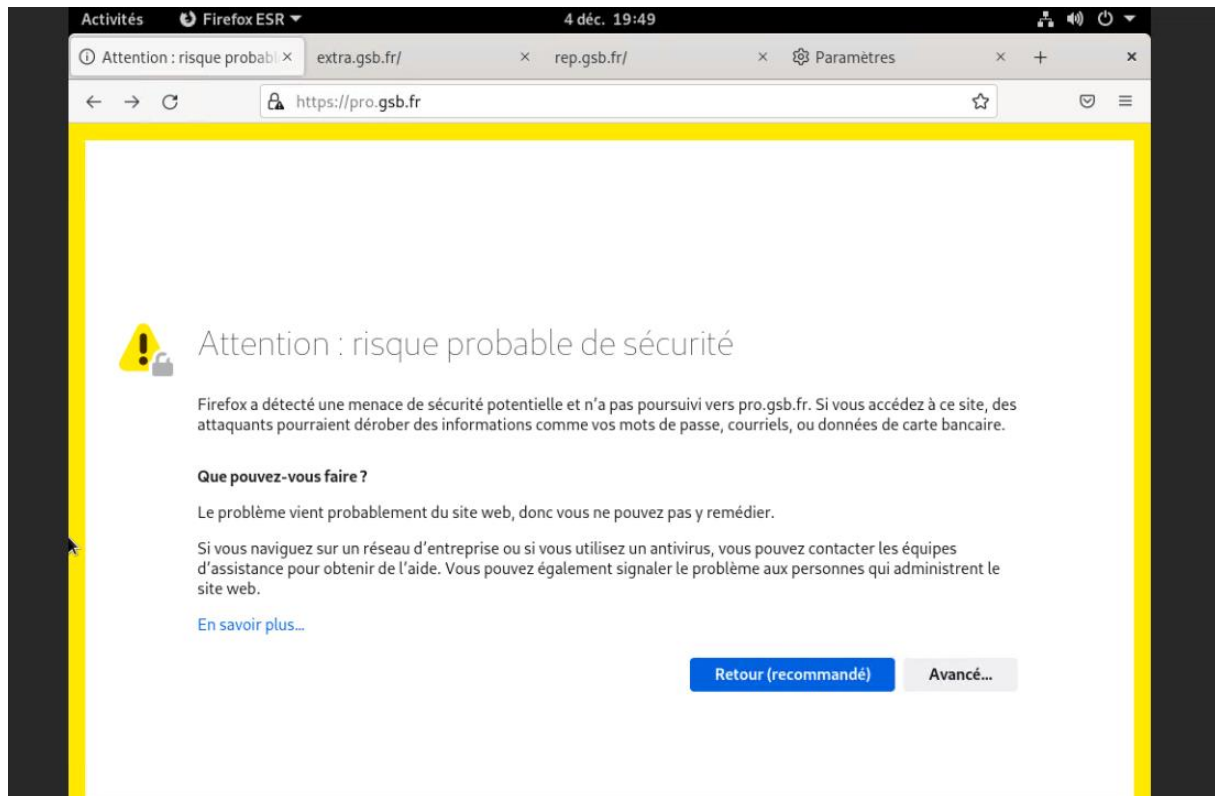 Activités Firefox ESR 4 déc. 19:49
Attention : risque probabl extra.gsb.fr/ rep.gsb.fr/ Paramètres
https://pro.gsb.fr
Attention : risque probable de sécurité
Firefox a détecté une menace de sécurité potentielle et n’a pas poursuivi vers pro.gsb.fr. Si vous accédez à ce site, des
attaquants pourraient dérober des informations comme vos mots de passe, courriels, ou données de carte bancaire.
Que pouvez-vous faire ?
Le problème vient probablement du site web, donc vous ne pouvez pas y remédier.
Si vous naviguez sur un réseau d’entreprise ou si vous utilisez un antivirus, vous pouvez contacter les équipes
d’assistance pour obtenir de l’aide. Vous pouvez également signaler le problème aux personnes qui administrent le
site web.
En savoir plus…
Retour (recommandé) Avancé…